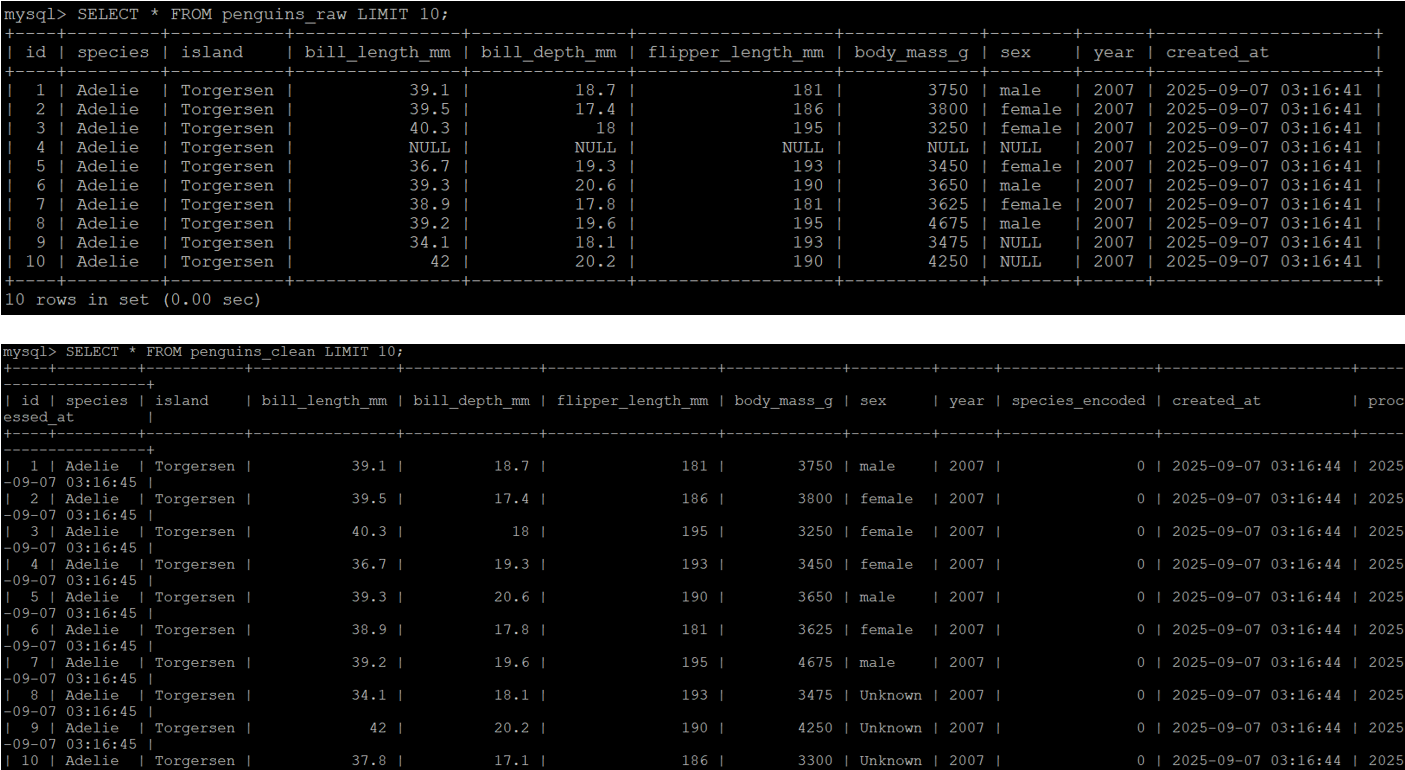 mysql> SELECT * FROM penguins_raw LIMIT 10;
+----+---------+-----------+----------------+---------------+-------------------+-------------+--------+------+---------------------+
| id | species | island    | bill_length_mm | bill_depth_mm | flipper_length_mm | body_mass_g | sex    | year | created_at          |
+----+---------+-----------+----------------+---------------+-------------------+-------------+--------+------+---------------------+
|  1 | Adelie  | Torgersen |           39.1 |          18.7 |               181 |        3750 | male   | 2007 | 2025-09-07 03:16:41 |
|  2 | Adelie  | Torgersen |           39.5 |          17.4 |               186 |        3800 | female | 2007 | 2025-09-07 03:16:41 |
|  3 | Adelie  | Torgersen |           40.3 |            18 |               195 |        3250 | female | 2007 | 2025-09-07 03:16:41 |
|  4 | Adelie  | Torgersen |           NULL |          NULL |              NULL |        NULL | NULL   | 2007 | 2025-09-07 03:16:41 |
|  5 | Adelie  | Torgersen |           36.7 |          19.3 |               193 |        3450 | female | 2007 | 2025-09-07 03:16:41 |
|  6 | Adelie  | Torgersen |           39.3 |          20.6 |               190 |        3650 | male   | 2007 | 2025-09-07 03:16:41 |
|  7 | Adelie  | Torgersen |           38.9 |          17.8 |               181 |        3625 | female | 2007 | 2025-09-07 03:16:41 |
|  8 | Adelie  | Torgersen |           39.2 |          19.6 |               195 |        4675 | male   | 2007 | 2025-09-07 03:16:41 |
|  9 | Adelie  | Torgersen |           34.1 |          18.1 |               193 |        3475 | NULL   | 2007 | 2025-09-07 03:16:41 |
| 10 | Adelie  | Torgersen |             42 |          20.2 |               190 |        4250 | NULL   | 2007 | 2025-09-07 03:16:41 |
+----+---------+-----------+----------------+---------------+-------------------+-------------+--------+------+---------------------+
10 rows in set (0.00 sec)
mysql> SELECT * FROM penguins_clean LIMIT 10;
+----+---------+-----------+----------------+---------------+-------------------+-------------+---------+------+-----------------+---------------------+-----
----------------+
| id | species | island    | bill_length_mm | bill_depth_mm | flipper_length_mm | body_mass_g | sex     | year | species_encoded | created_at          | proc
essed_at        |
+----+---------+-----------+----------------+---------------+-------------------+-------------+---------+------+-----------------+---------------------+-----
----------------+
|  1 | Adelie  | Torgersen |           39.1 |          18.7 |               181 |        3750 | male    | 2007 |               0 | 2025-09-07 03:16:44 | 2025
-09-07 03:16:45 |
|  2 | Adelie  | Torgersen |           39.5 |          17.4 |               186 |        3800 | female  | 2007 |               0 | 2025-09-07 03:16:44 | 2025
-09-07 03:16:45 |
|  3 | Adelie  | Torgersen |           40.3 |            18 |               195 |        3250 | female  | 2007 |               0 | 2025-09-07 03:16:44 | 2025
-09-07 03:16:45 |
|  4 | Adelie  | Torgersen |           36.7 |          19.3 |               193 |        3450 | female  | 2007 |               0 | 2025-09-07 03:16:44 | 2025
-09-07 03:16:45 |
|  5 | Adelie  | Torgersen |           39.3 |          20.6 |               190 |        3650 | male    | 2007 |               0 | 2025-09-07 03:16:44 | 2025
-09-07 03:16:45 |
|  6 | Adelie  | Torgersen |           38.9 |          17.8 |               181 |        3625 | female  | 2007 |               0 | 2025-09-07 03:16:44 | 2025
-09-07 03:16:45 |
|  7 | Adelie  | Torgersen |           39.2 |          19.6 |               195 |        4675 | male    | 2007 |               0 | 2025-09-07 03:16:44 | 2025
-09-07 03:16:45 |
|  8 | Adelie  | Torgersen |           34.1 |          18.1 |               193 |        3475 | Unknown | 2007 |               0 | 2025-09-07 03:16:44 | 2025
-09-07 03:16:45 |
|  9 | Adelie  | Torgersen |             42 |          20.2 |               190 |        4250 | Unknown | 2007 |               0 | 2025-09-07 03:16:44 | 2025
-09-07 03:16:45 |
| 10 | Adelie  | Torgersen |           37.8 |          17.1 |               186 |        3300 | Unknown | 2007 |               0 | 2025-09-07 03:16:44 | 2025